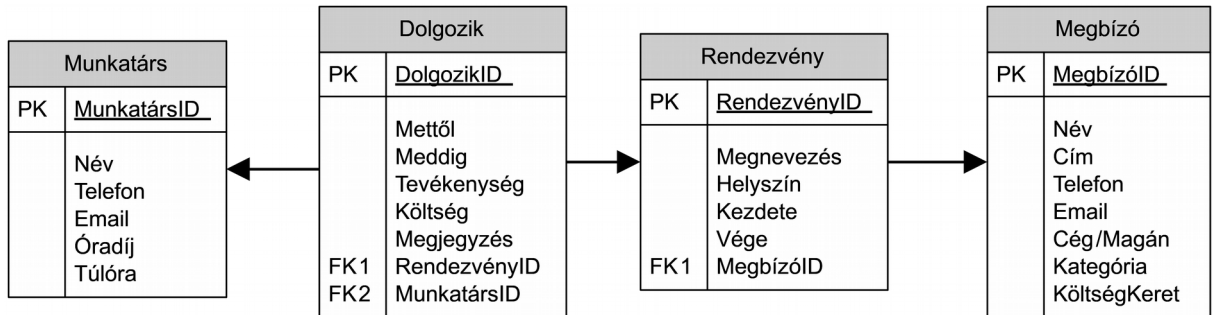 Munkatárs
PK MunkatársID
Név
Telefon
Email
Óradíj
Túlóra
Dolgozik
PK DolgozikID
Mettől
Meddig
Tevékenység
Költség
Megjegyzés
FK1 RendezvényID
FK2 MunkatársID
Rendezvény
PK RendezvényID
Megnevezés
Helyszín
Kezdete
Vége
FK1 MegbízóID
Megbízó
PK MegbízóID
Név
Cím
Telefon
Email
Cég/Magán
Kategória
KöltségKeret